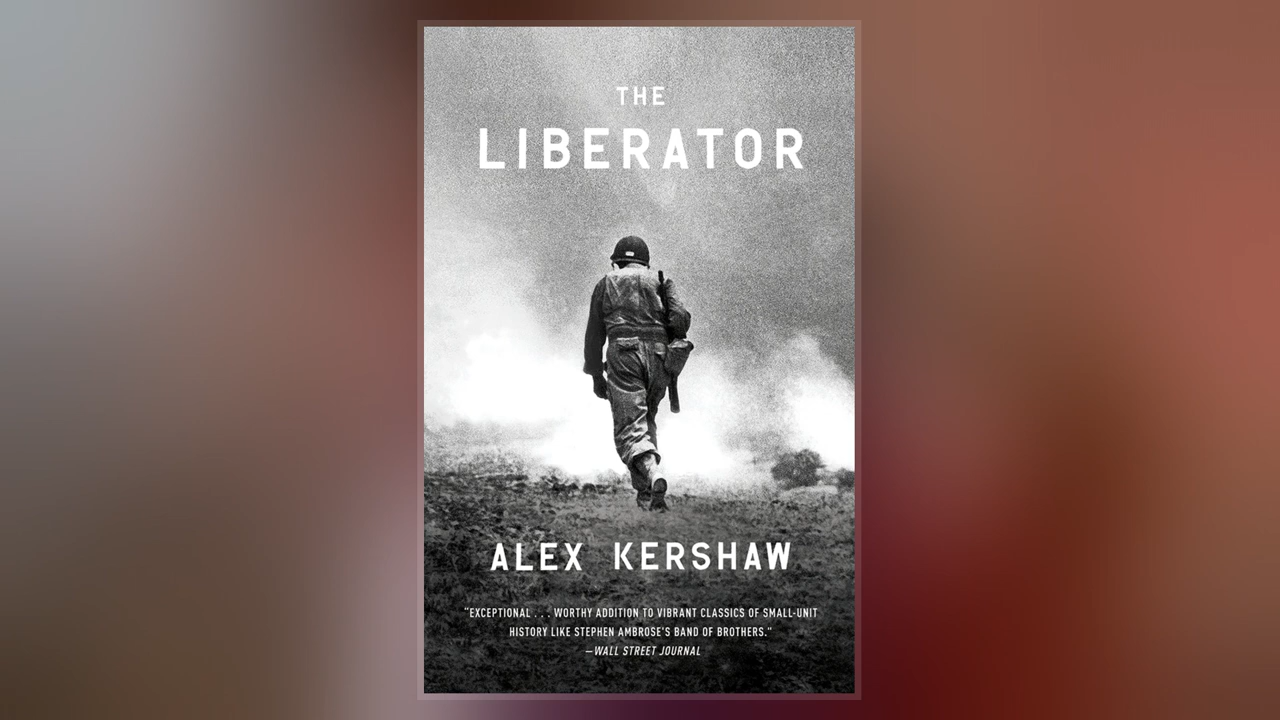 THE
LIBERATOR
ALEX KERSHAW
"EXCEPTIONAL . . . WORTHY ADDITION TO VIBRANT CLASSICS OF SMALL-UNIT
HISTORY LIKE STEPHEN AMBROSE'S BAND OF BROTHERS."
—WALL STREET JOURNAL